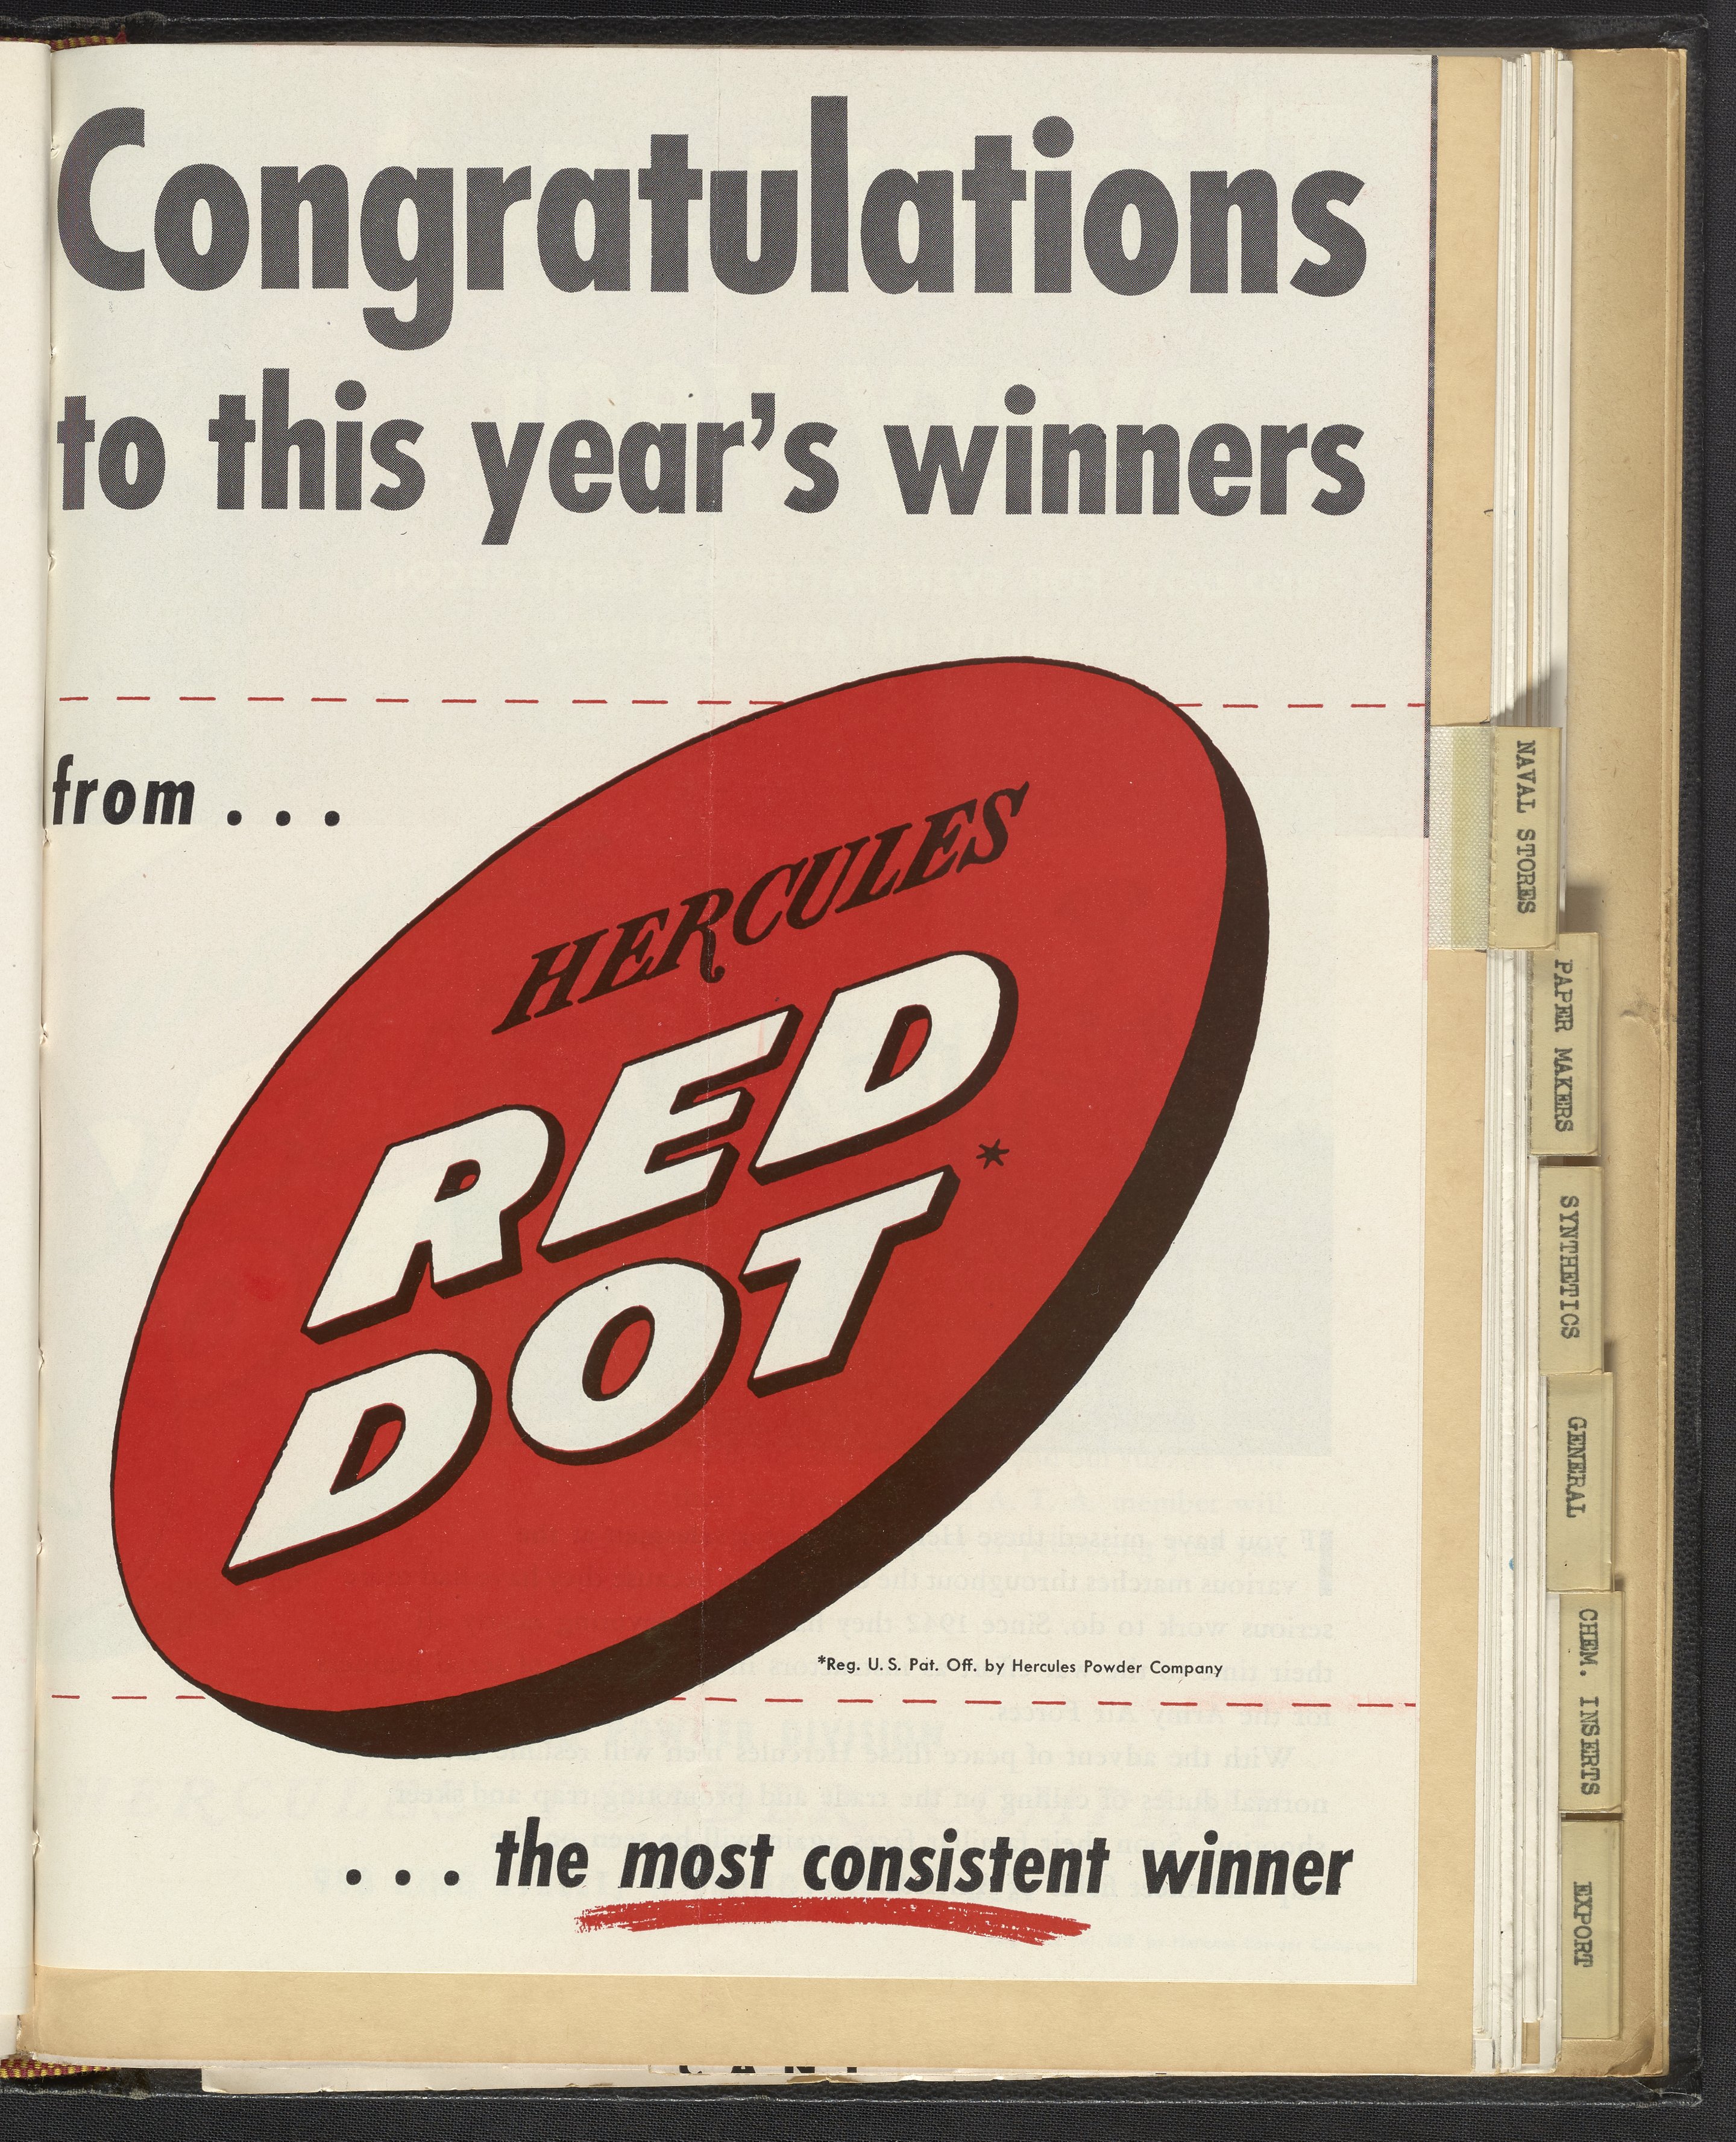 Congratulations
to this year's winners
from . . .
HERCULES
RED
DOT*
*Reg. U. S. Pat. Off. by Hercules Powder Company
. . . the most consistent winner
NAVAL STORES
PAPER MAKERS
SYNTHETICS
GENERAL
CHEM. INSERTS
EXPORT